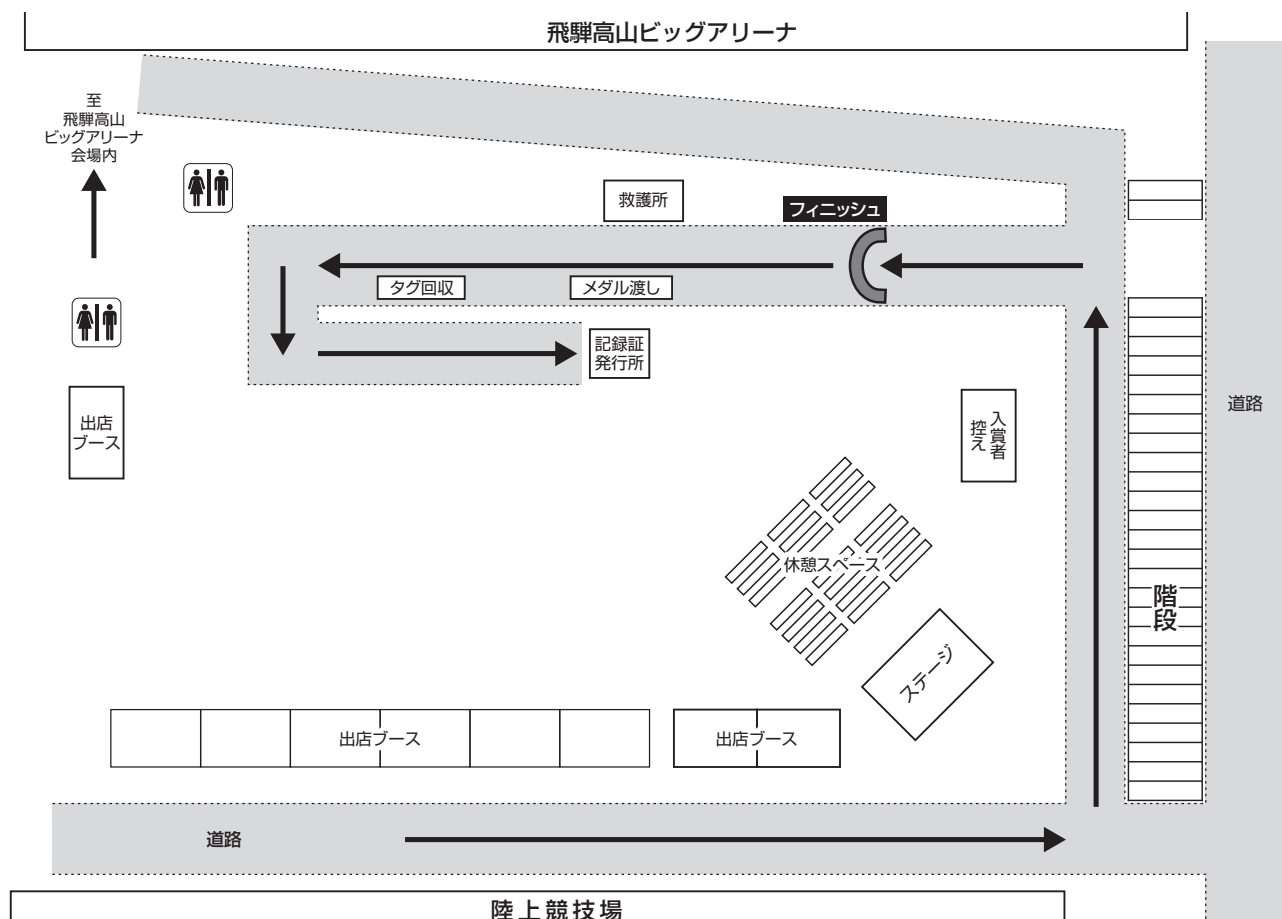 飛騨高山ビッグアリーナ
至
飛騨高山
ビッグアリーナ
会場内
救護所
フィニッシュ
タグ回収
メダル渡し
記録証
発行所
出店
ブース
入賞者
控え
道路
休憩スペース
階段
ステージ
出店ブース
出店ブース
道路
陸上競技場